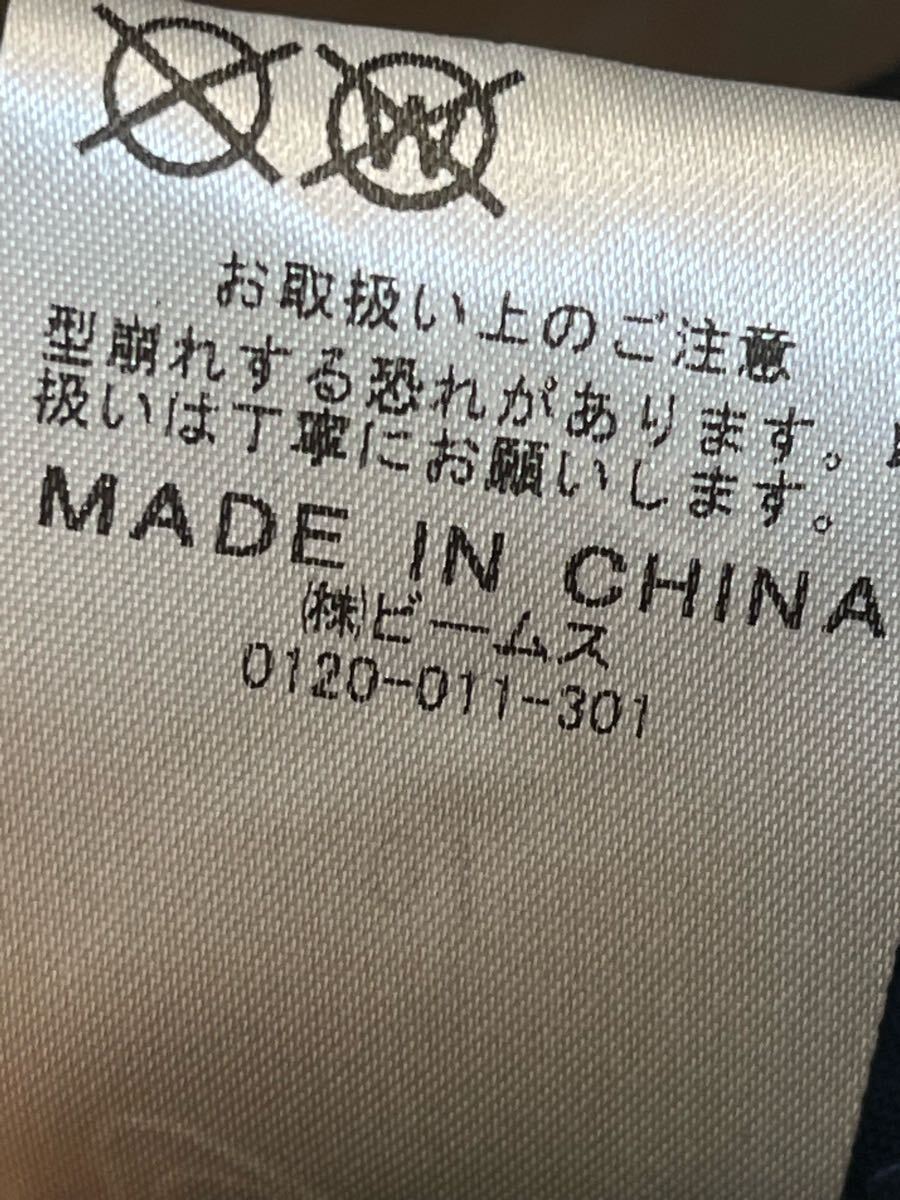 W
お取扱い上のご注意
型崩れする恐れがあります。
扱いは丁寧にお願いします。
MADE IN CHINA
㈱ビームス
0120-011-301